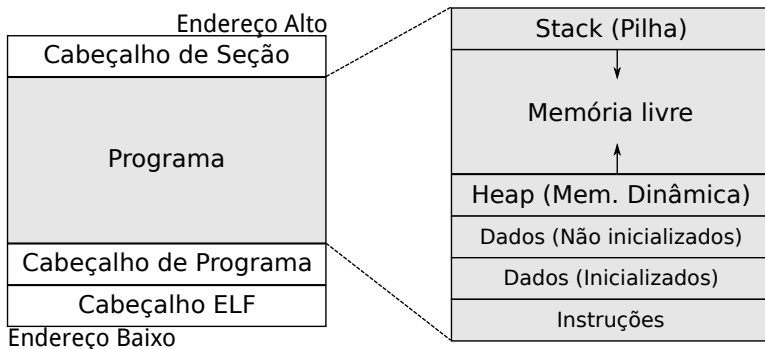 Endereço Alto
Cabeçalho de Seção
Programa
Cabeçalho de Programa
Cabeçalho ELF
Endereço Baixo
Stack (Pilha)
Memória livre
Heap (Mem. Dinâmica)
Dados (Não inicializados)
Dados (Inicializados)
Instruções